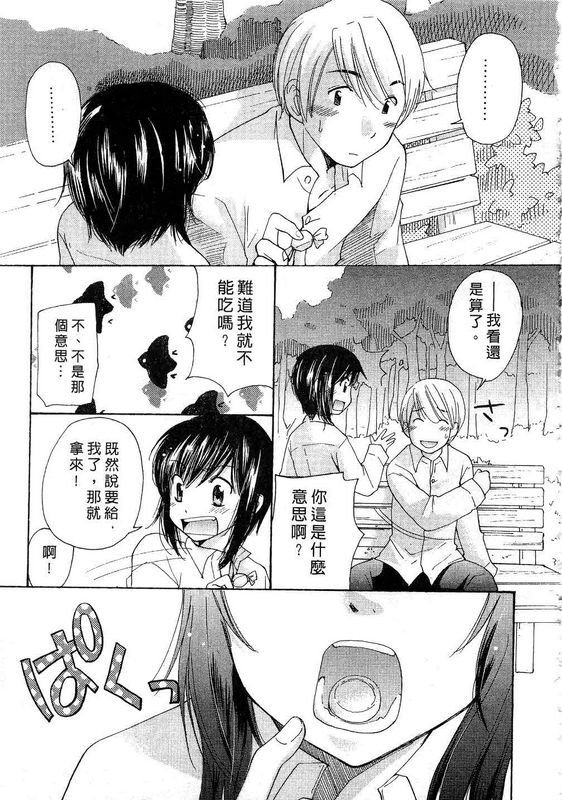 ………
………
──我看還
是算了。
你這是什麼
意思啊？
難道我就不
能吃嗎？
不、不是那
個意思…
既然說要給
我了，那就
拿來！
啊！
さっ
ぱくっ